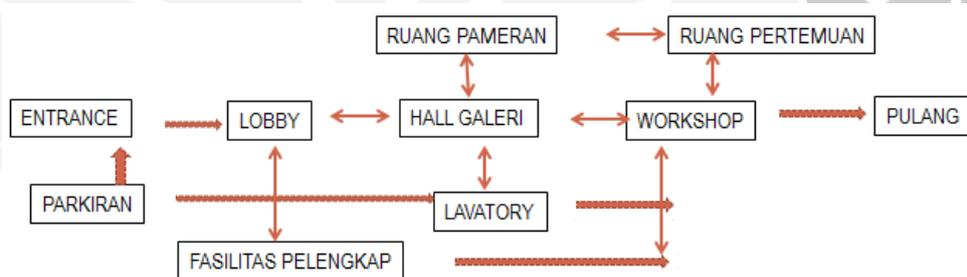 RUANG PAMERAN
RUANG PERTEMUAN
ENTRANCE
LOBBY
HALL GALERI
WORKSHOP
PULANG
PARKIRAN
LAVATORY
FASILITAS PELENGKAP